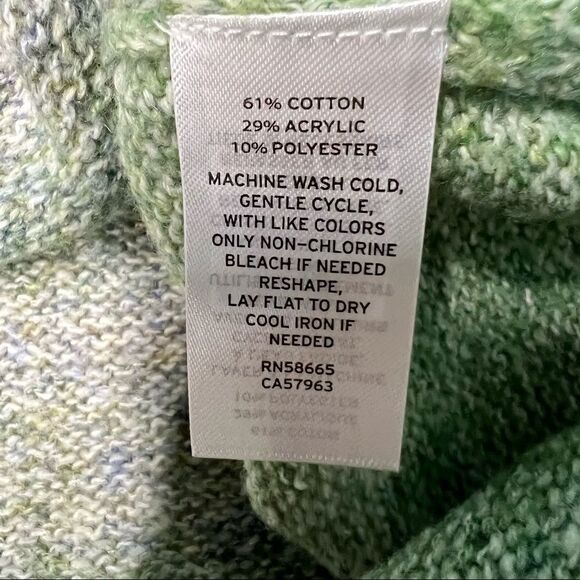 61% COTTON
29% ACRYLIC
10% POLYESTER
MACHINE WASH COLD,
GENTLE CYCLE,
WITH LIKE COLORS
ONLY NON-CHLORINE
BLEACH IF NEEDED
RESHAPE,
LAY FLAT TO DRY
COOL IRON IF
NEEDED
RN58665
CA57963